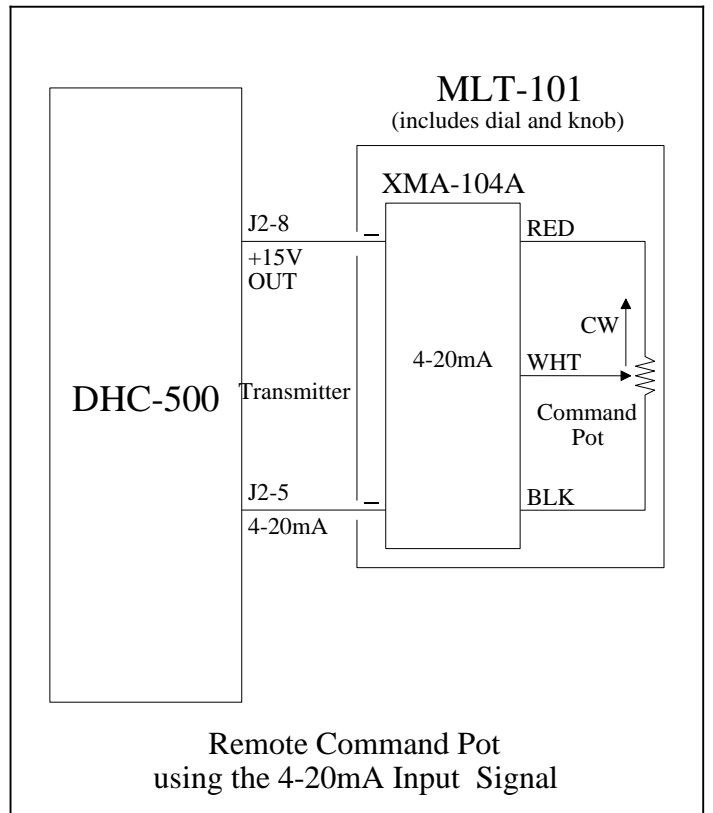 MLT-101
(includes dial and knob)
XMA-104A
J2-8
+15V
OUT
–
RED
CW
4-20mA
WHT
DHC-500
Transmitter
Command
Pot
J2-5
4-20mA
–
BLK
Remote Command Pot
using the 4-20mA Input Signal